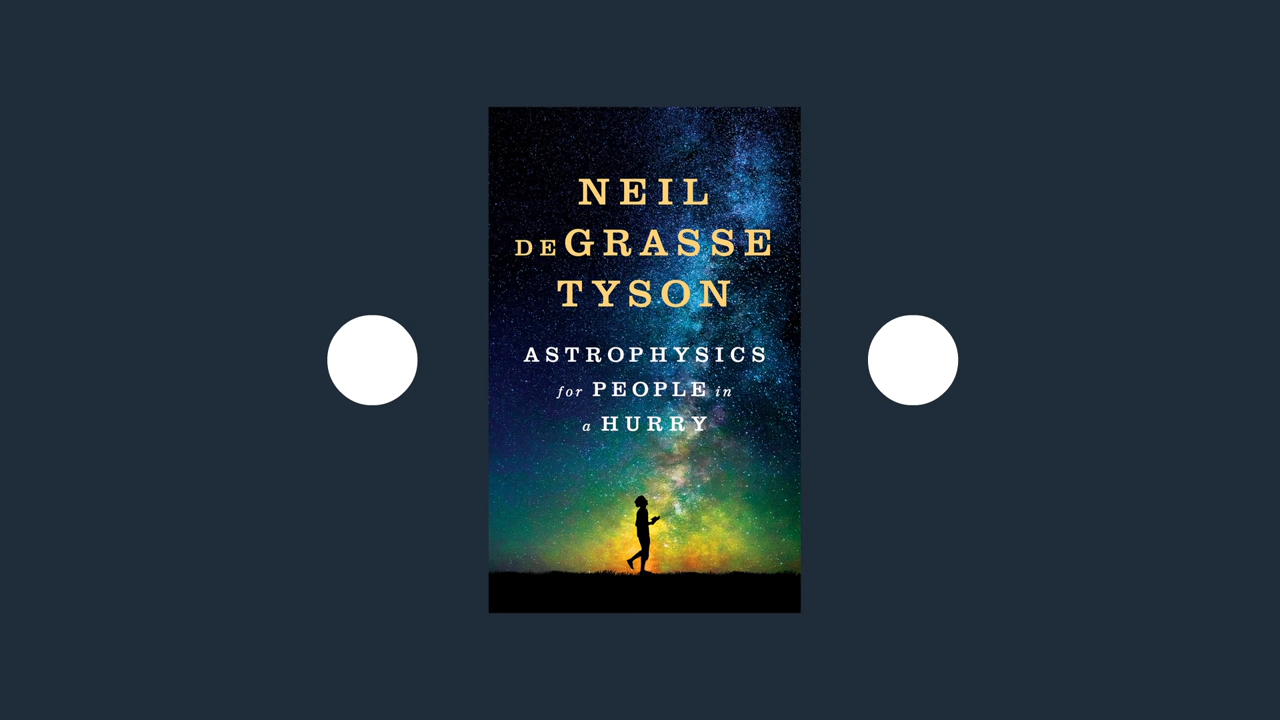 NEIL
DEGRASSE
TYSON
ASTROPHYSICS
for PEOPLE in
a HURRY